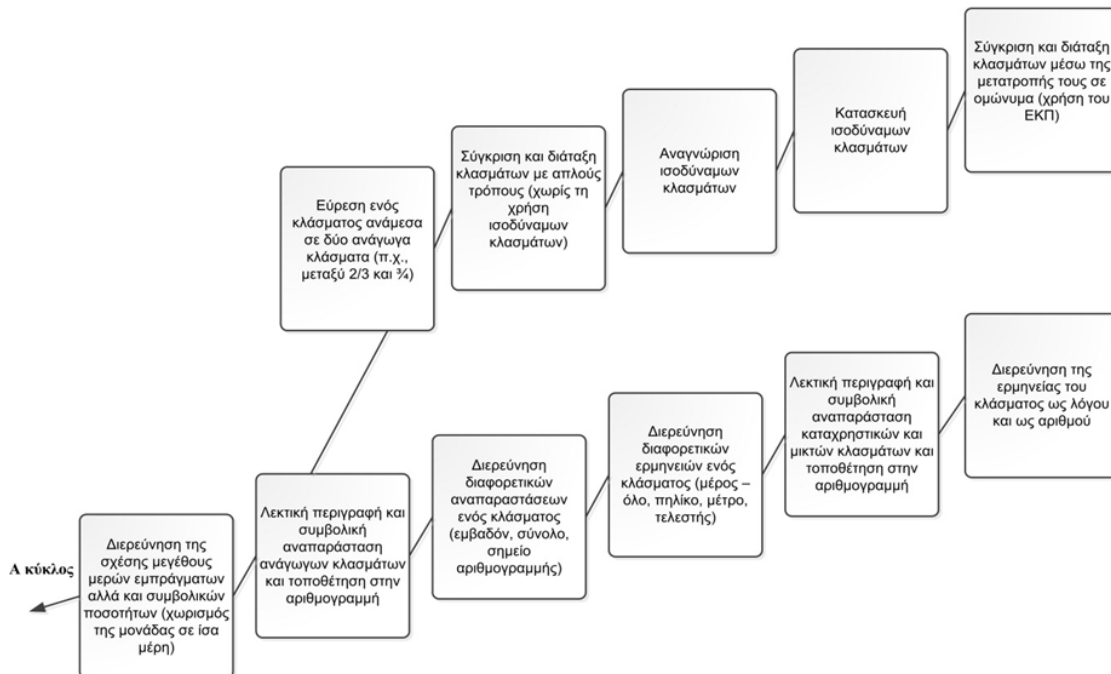 Σύγκριση και διάταξη
κλασμάτων μέσω της
μετατροπής τους σε
ομώνυμα (χρήση του
ΕΚΠ)
Κατασκευή
ισοδύναμων
κλασμάτων
Αναγνώριση
ισοδύναμων
κλασμάτων
Σύγκριση και διάταξη
κλασμάτων με απλούς
τρόπους (χωρίς τη
χρήση
ισοδύναμων
κλασμάτων)
Εύρεση ενός
κλάσματος ανάμεσα
σε δύο ανάγωγα
κλάσματα (π.χ.,
μεταξύ 2/3 και ¾)
Διερεύνηση της
ερμηνείας του
κλάσματος ως λόγου
και ως αριθμού
Λεκτική περιγραφή και
συμβολική
αναπαράσταση
καταχρηστικών και
μικτών κλασμάτων και
τοποθέτηση στην
αριθμογραμμή
Διερεύνηση
διαφορετικών
ερμηνειών ενός
κλάσματος (μέρος –
όλο, πηλίκο, μέτρο,
τελεστής)
Διερεύνηση
διαφορετικών
αναπαραστάσεων
ενός κλάσματος
(εμβαδόν, σύνολο,
σημείο
αριθμογραμμής)
Λεκτική περιγραφή και
συμβολική
αναπαράσταση
ανάγωγων κλασμάτων
και τοποθέτηση στην
αριθμογραμμή
Διερεύνηση της
σχέσης μεγέθους
μερών εμπράγματων
αλλά και συμβολικών
ποσοτήτων (χωρισμός
της μονάδας σε ίσα
μέρη)
Α κύκλος